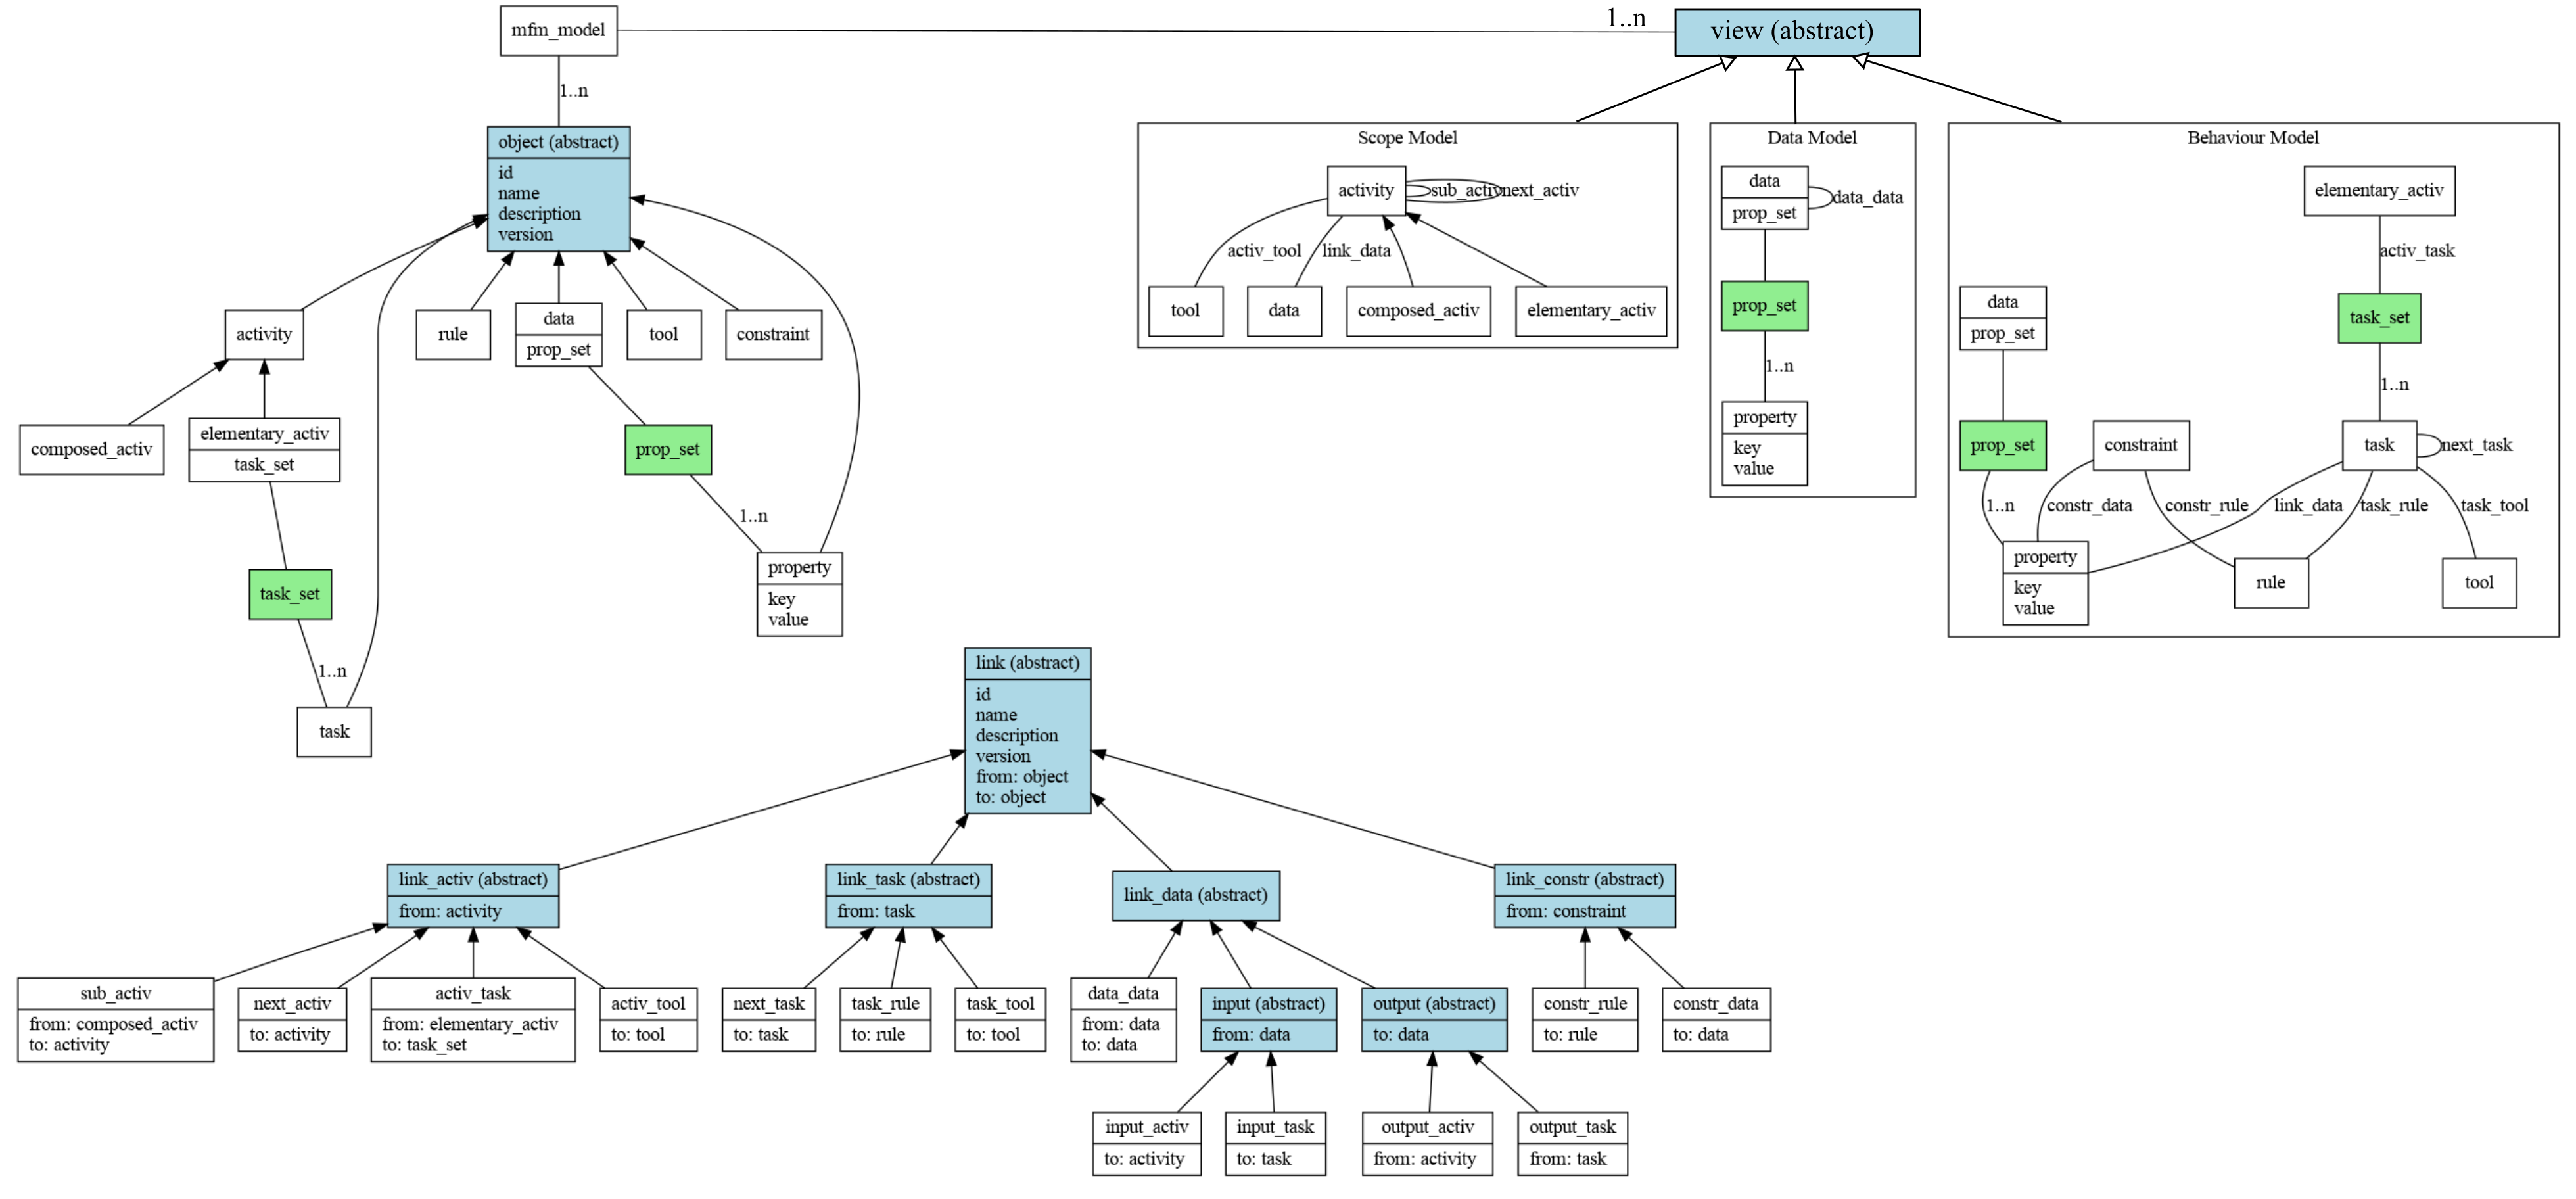 mfm_model
1..n
view (abstract)
1..n
object (abstract)
id
name
description
version
activity
rule
data
prop_set
tool
constraint
composed_activ
elementary_activ
task_set
prop_set
1..n
task_set
property
key
value
1..n
task
Scope Model
activity
sub_activ
next_activ
activ_tool
link_data
tool
data
composed_activ
elementary_activ
Data Model
data
prop_set
data_data
prop_set
1..n
property
key
value
Behaviour Model
elementary_activ
activ_task
data
prop_set
task_set
1..n
prop_set
constraint
task
next_task
1..n
constr_data
constr_rule
link_data
task_rule
task_tool
property
key
value
rule
tool
link (abstract)
id
name
description
version
from: object
to: object
link_activ (abstract)
from: activity
link_task (abstract)
from: task
link_data (abstract)
link_constr (abstract)
from: constraint
sub_activ
from: composed_activ
to: activity
next_activ
to: activity
activ_task
from: elementary_activ
to: task_set
activ_tool
to: tool
next_task
to: task
task_rule
to: rule
task_tool
to: tool
data_data
from: data
to: data
input (abstract)
from: data
output (abstract)
to: data
constr_rule
to: rule
constr_data
to: data
input_activ
to: activity
input_task
to: task
output_activ
from: activity
output_task
from: task